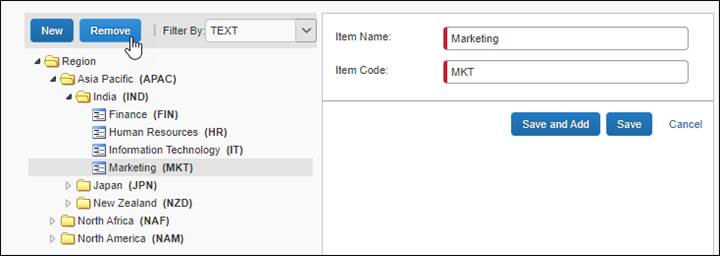 New Remove | Filter By: TEXT
Region
Asia Pacific (APAC)
India (IND)
Finance (FIN)
Human Resources (HR)
Information Technology (IT)
Marketing (MKT)
Japan (JPN)
New Zealand (NZD)
North Africa (NAF)
North America (NAM)
Item Name: Marketing
Item Code: MKT
Save and Add Save Cancel